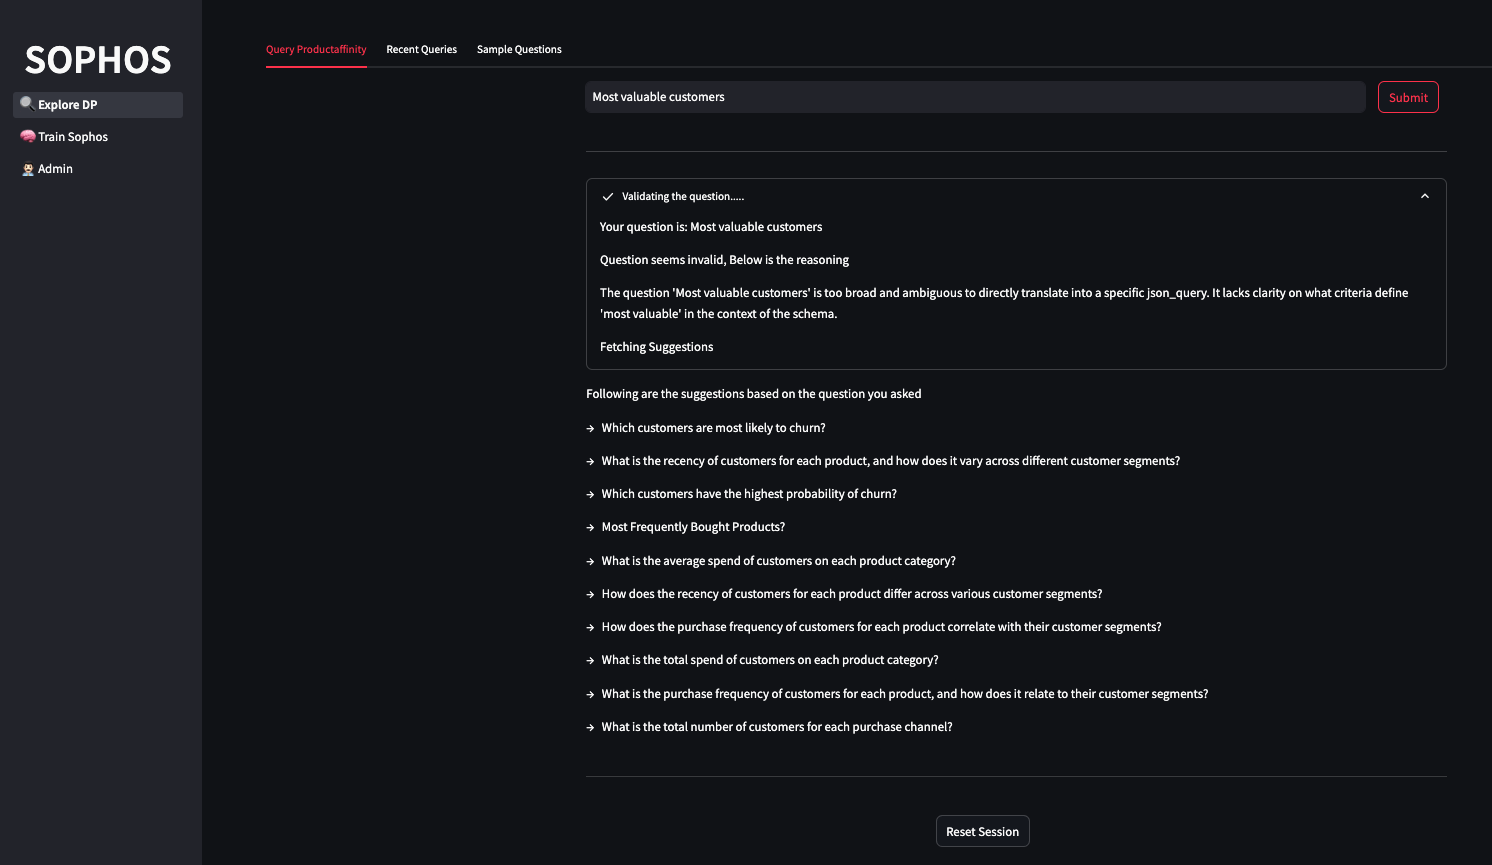 SOPHOS
Explore DP
Train Sophos
Admin
Query Productaffinity
Recent Queries
Sample Questions
Most valuable customers
Submit
Validating the question.....
Your question is: Most valuable customers
Question seems invalid, Below is the reasoning
The question 'Most valuable customers' is too broad and ambiguous to directly translate into a specific json_query. It lacks clarity on what criteria define
'most valuable' in the context of the schema.
Fetching Suggestions
Following are the suggestions based on the question you asked
→ Which customers are most likely to churn?
→ What is the recency of customers for each product, and how does it vary across different customer segments?
→ Which customers have the highest probability of churn?
→ Most Frequently Bought Products?
→ What is the average spend of customers on each product category?
→ How does the recency of customers for each product differ across various customer segments?
→ How does the purchase frequency of customers for each product correlate with their customer segments?
→ What is the total spend of customers on each product category?
→ What is the purchase frequency of customers for each product, and how does it relate to their customer segments?
→ What is the total number of customers for each purchase channel?
Reset Session